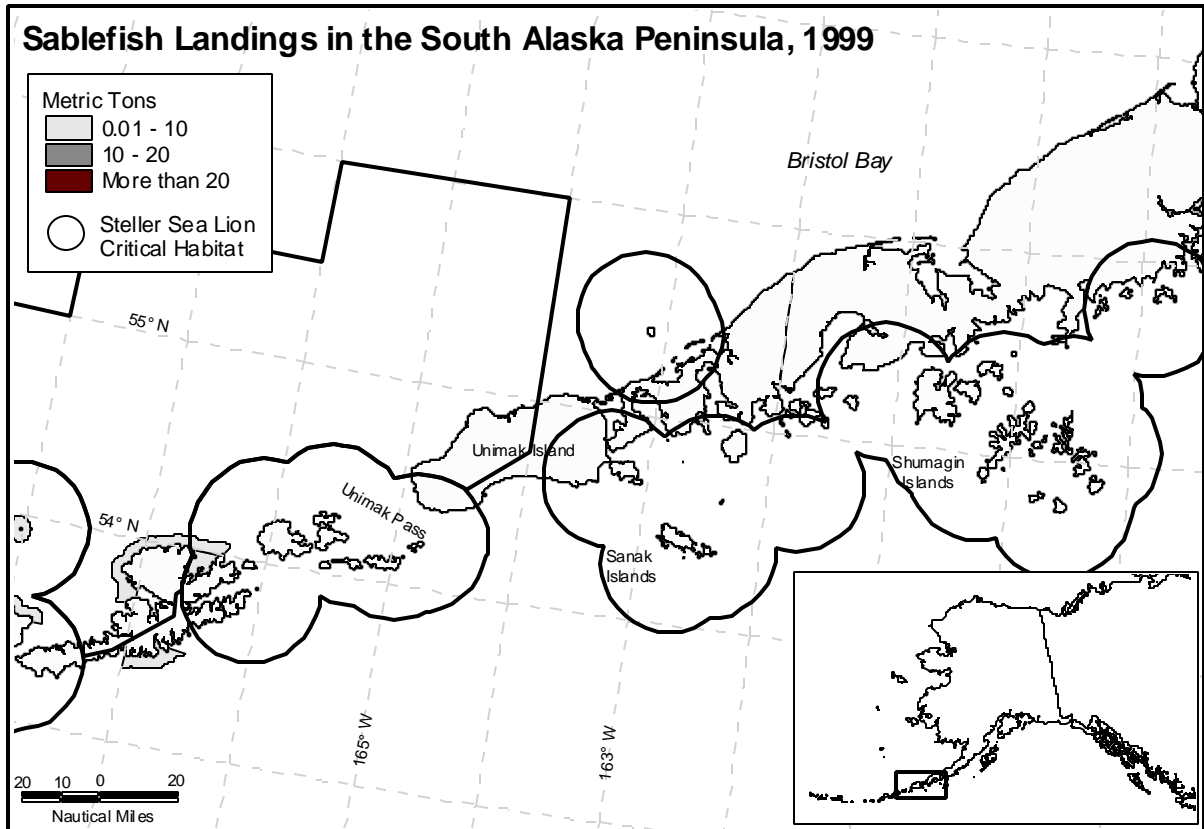 Sablefish Landings in the South Alaska Peninsula, 1999
Metric Tons
0.01 - 10
10 - 20
More than 20
Steller Sea Lion
Critical Habitat
Bristol Bay
55° N
Unimak Island
Unimak Pass
Shumagin
Islands
54° N
Sanak
Islands
165° W
163° W
20 10 0 20
Nautical Miles